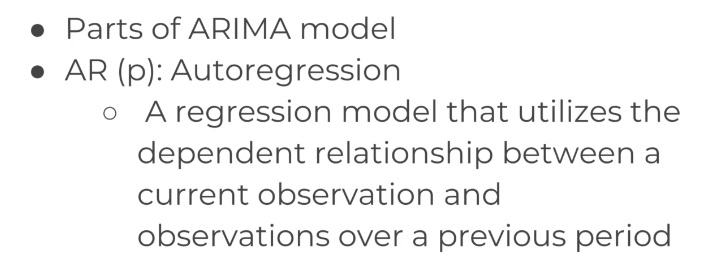 ● Parts of ARIMA model
● AR (p): Autoregression
○ A regression model that utilizes the
dependent relationship between a
current observation and
observations over a previous period